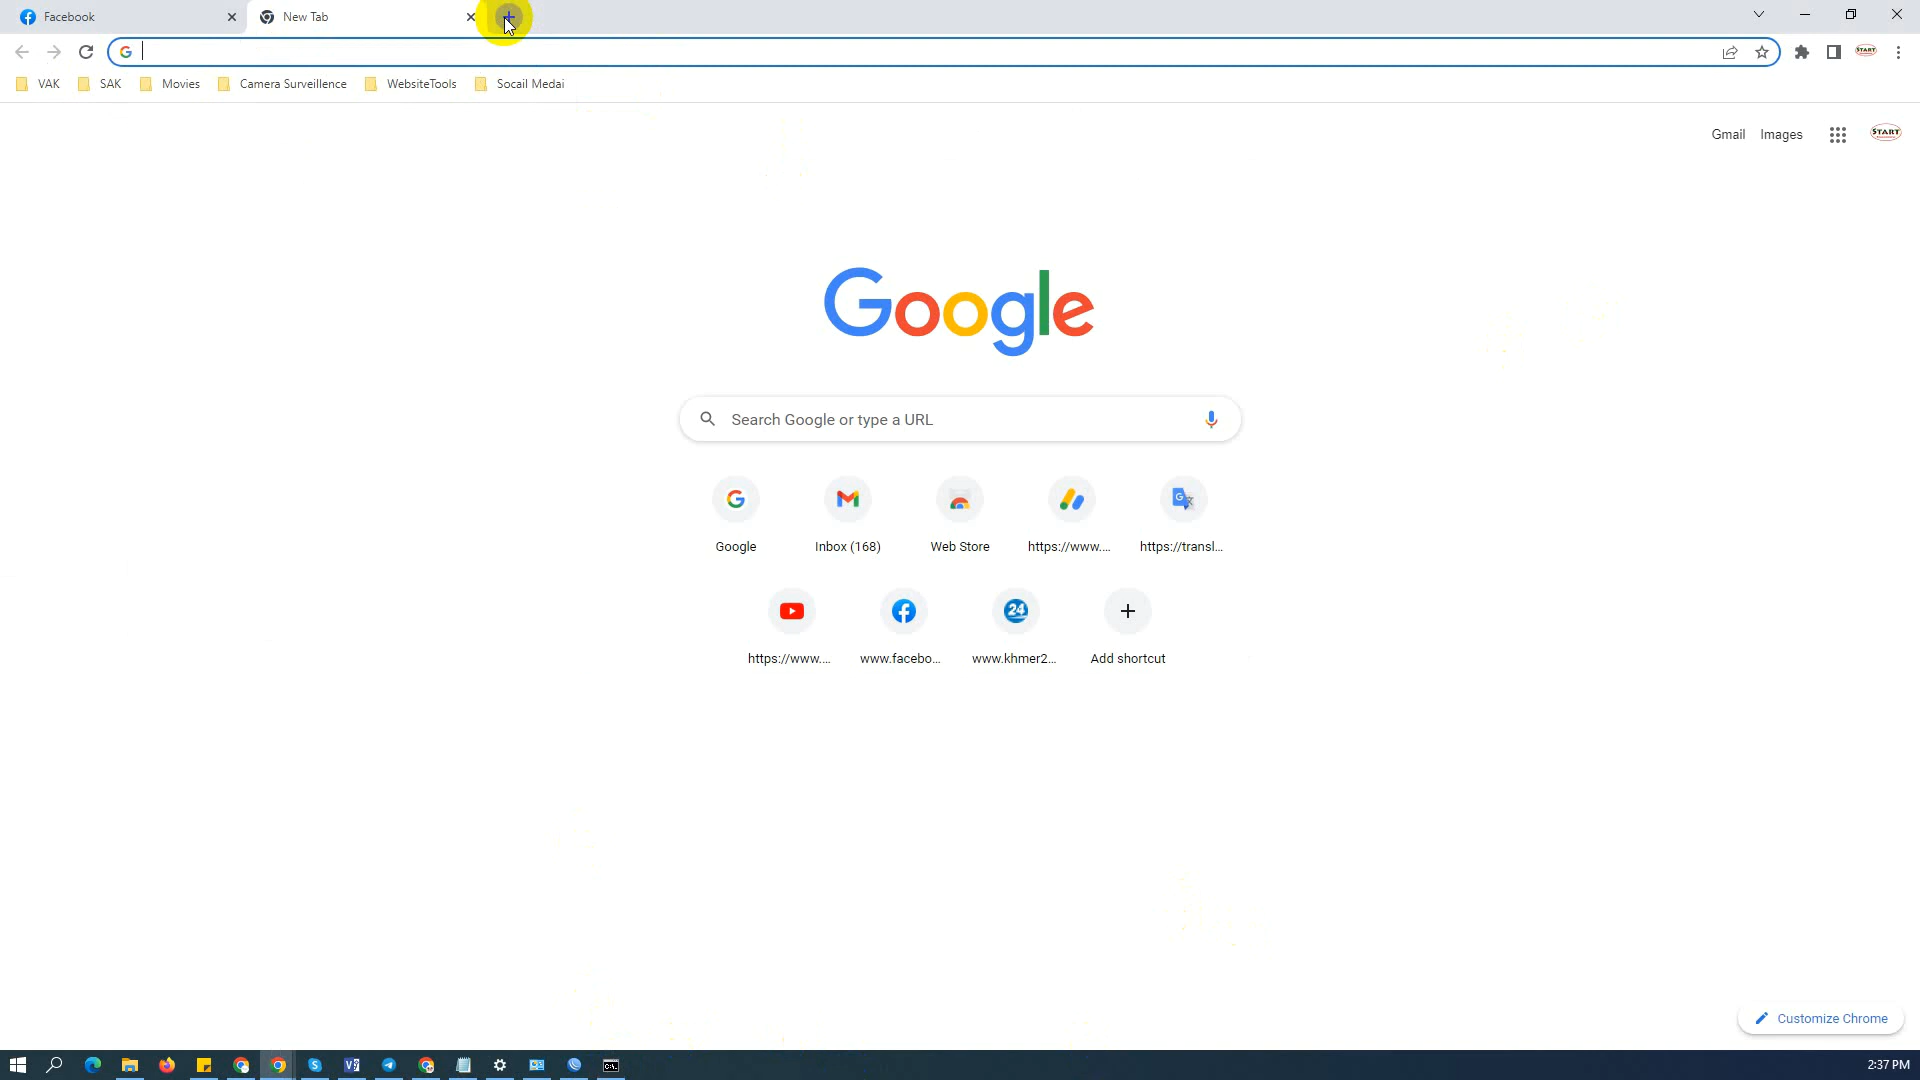 Facebook
New Tab
VAK SAK Movies Camera Surveillence WebsiteTools Socail Medai
Gmail Images START
Google
Search Google or type a URL
Google Inbox (168) Web Store https://www.... https://transl...
24
https://www.... www.facebo... www.khmer2... Add shortcut
Customize Chrome
2:37 PM